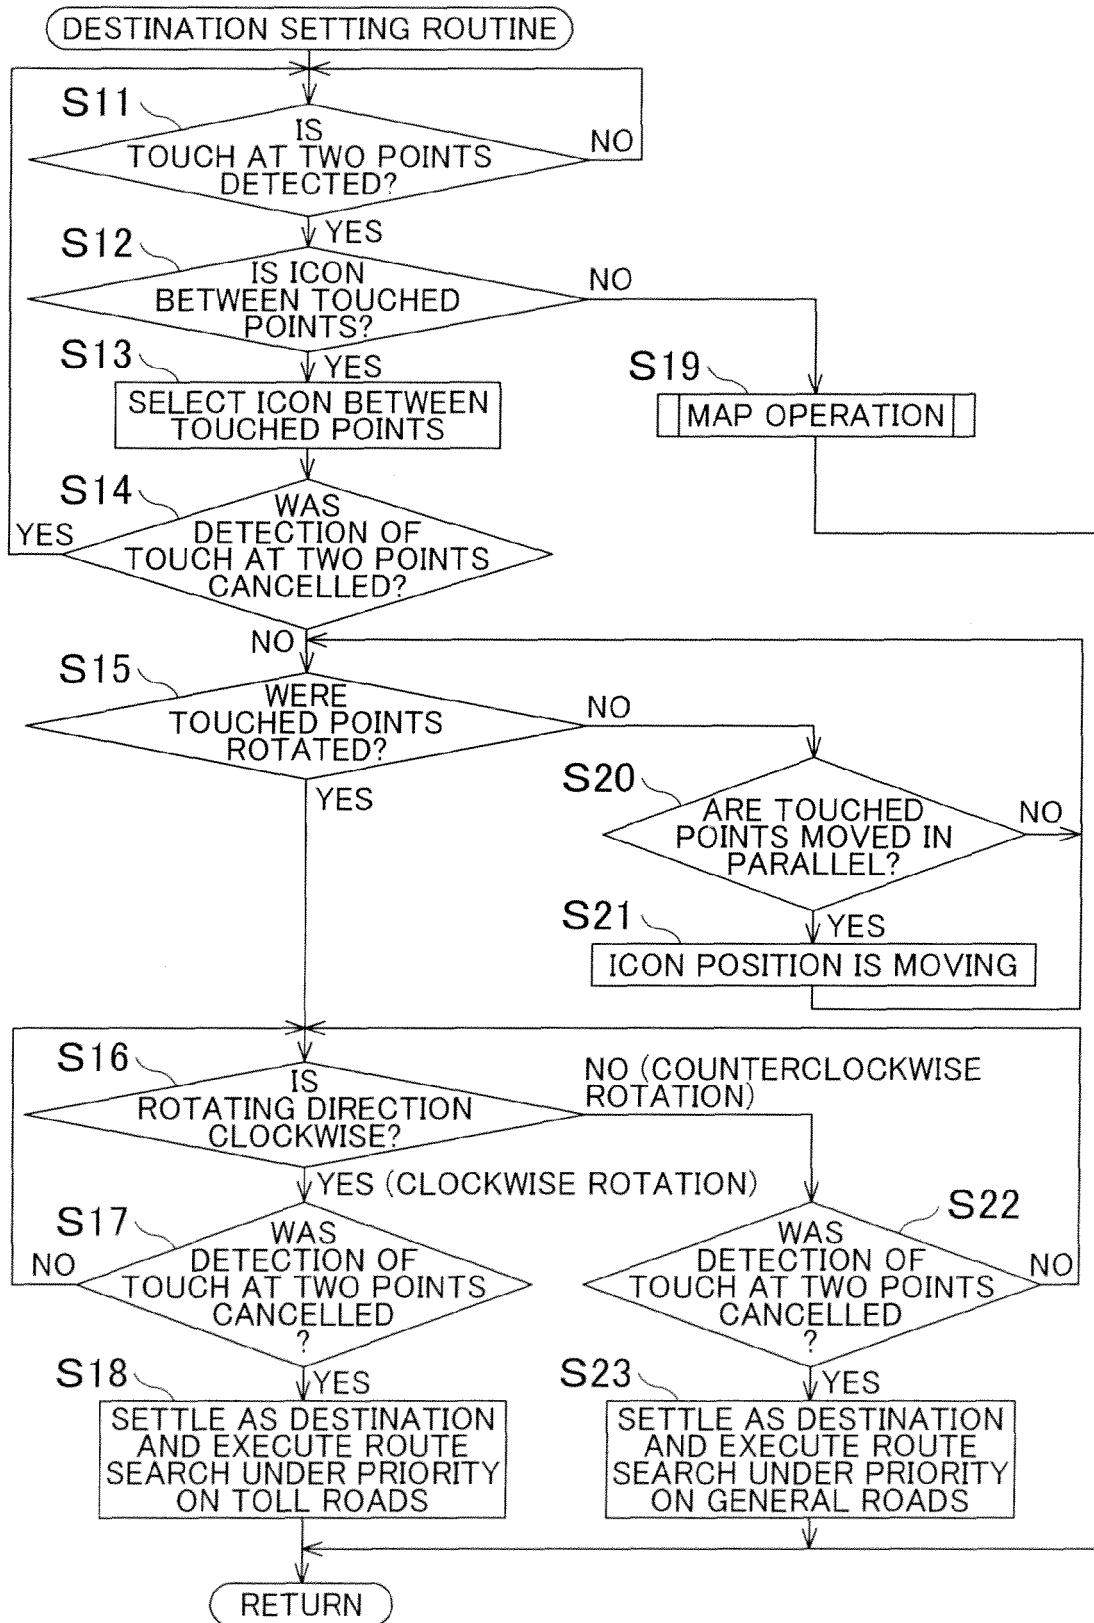 DESTINATION SETTING ROUTINE
S11
IS
TOUCH AT TWO POINTS
DETECTED?
NO
YES
S12
IS ICON
BETWEEN TOUCHED
POINTS?
NO
YES
S13
SELECT ICON BETWEEN
TOUCHED POINTS
S19
MAP OPERATION
S14
WAS
DETECTION OF
TOUCH AT TWO POINTS
CANCELLED?
YES
NO
S15
WERE
TOUCHED POINTS
ROTATED?
NO
YES
S20
ARE TOUCHED
POINTS MOVED IN
PARALLEL?
NO
YES
S21
ICON POSITION IS MOVING
S16
IS
ROTATING DIRECTION
CLOCKWISE?
NO (COUNTERCLOCKWISE
ROTATION)
YES (CLOCKWISE ROTATION)
S17
WAS
DETECTION OF
TOUCH AT TWO POINTS
CANCELLED
?
NO
YES
S22
WAS
DETECTION OF
TOUCH AT TWO POINTS
CANCELLED
?
NO
YES
S18
SETTLE AS DESTINATION
AND EXECUTE ROUTE
SEARCH UNDER PRIORITY
ON TOLL ROADS
S23
SETTLE AS DESTINATION
AND EXECUTE ROUTE
SEARCH UNDER PRIORITY
ON GENERAL ROADS
RETURN